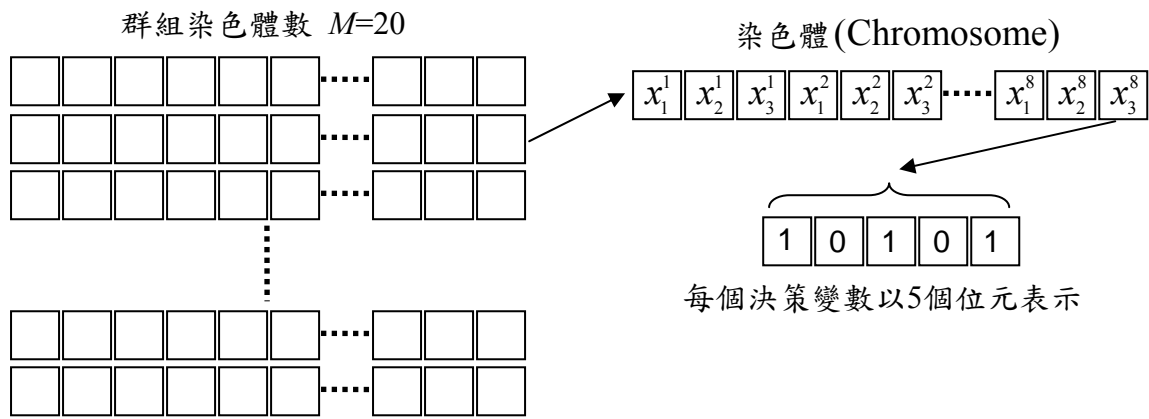 群組染色體數 M=20
染色體(Chromosome)
x₁¹ x₂¹ x₃¹ x₁² x₂² x₃² ..... x₁⁸ x₂⁸ x₃⁸
1 0 1 0 1
每個決策變數以5個位元表示